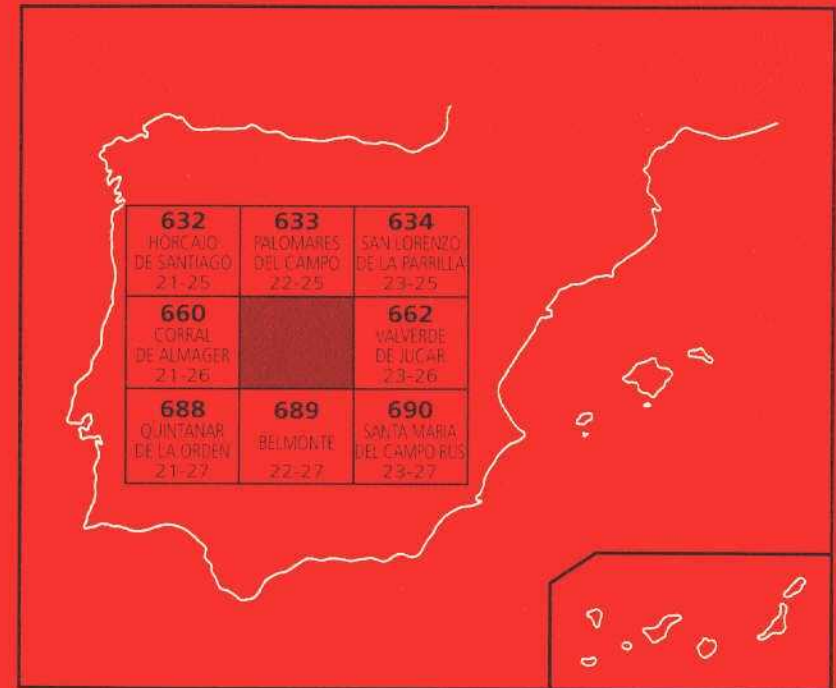 632
HORCAJO
DE SANTIAGO
21-25
633
PALOMARES
DEL CAMPO
22-25
634
SAN LORENZO
DE LA PARRILLA
23-25
660
CORRAL
DE ALMAGER
21-26
662
VALVERDE
DE JUCAR
23-26
688
QUINTANAR
DE LA ORDEN
21-27
689
BELMONTE
22-27
690
SANTA MARIA
DEL CAMPO RUS
23-27